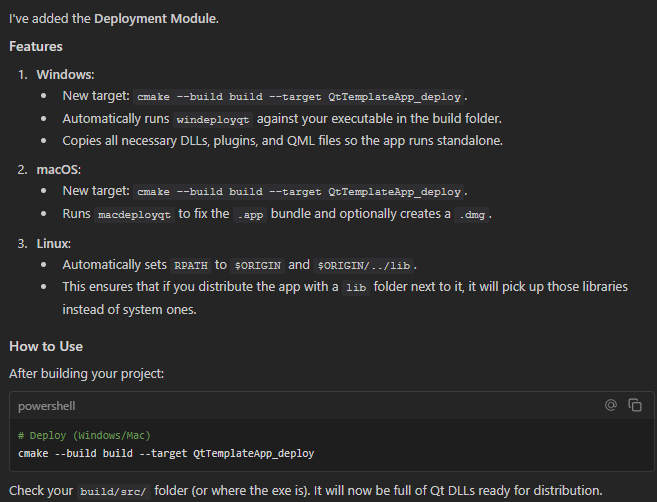 I've added the Deployment Module.
Features
1. Windows:
• New target: cmake --build build --target QtTemplateApp_deploy.
• Automatically runs windeployqt against your executable in the build folder.
• Copies all necessary DLLs, plugins, and QML files so the app runs standalone.
2. macOS:
• New target: cmake --build build --target QtTemplateApp_deploy.
• Runs macdeployqt to fix the .app bundle and optionally creates a .dmg.
3. Linux:
• Automatically sets RPATH to $ORIGIN and $ORIGIN/../lib.
• This ensures that if you distribute the app with a lib folder next to it, it will pick up those libraries
instead of system ones.
How to Use
After building your project:
powershell
# Deploy (Windows/Mac)
cmake --build build --target QtTemplateApp_deploy
Check your build/src/ folder (or where the exe is). It will now be full of Qt DLLs ready for distribution.